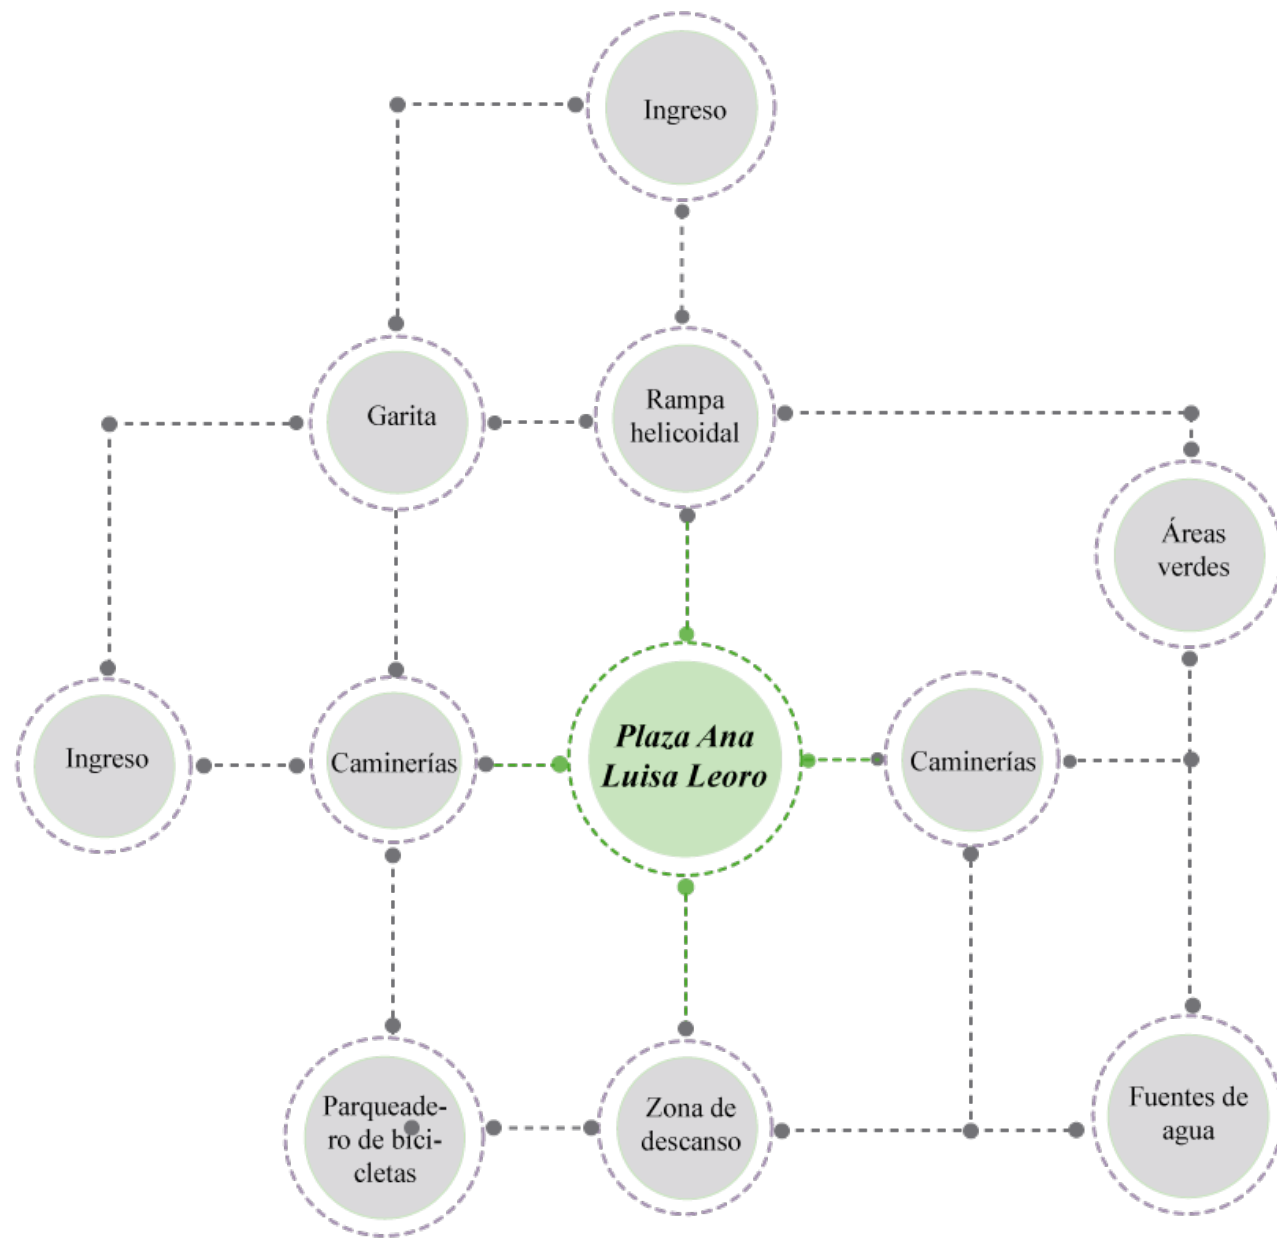 Ingreso
Garita
Rampa
helicoidal
Áreas
verdes
Ingreso
Caminerías
Plaza Ana
Luisa Leoro
Caminerías
Parqueade-
ro de bici-
cletas
Zona de
descanso
Fuentes de
agua